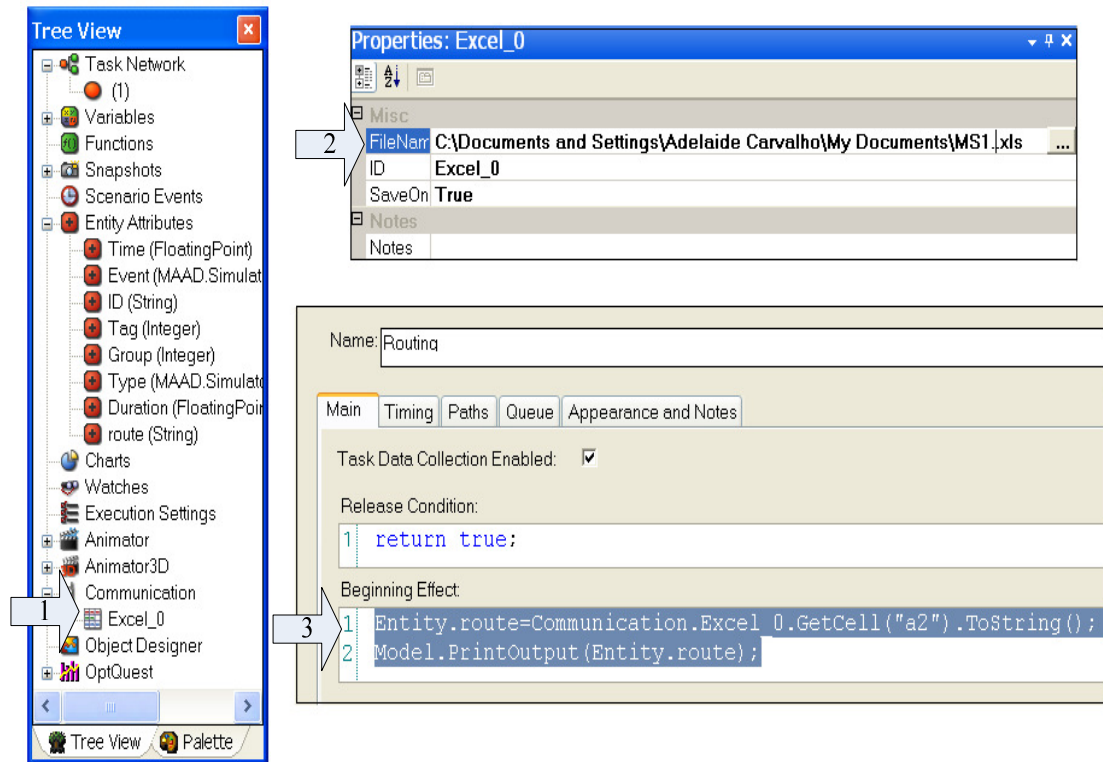 Tree View
Task Network
(1)
Variables
Functions
Snapshots
Scenario Events
Entity Attributes
Time (FloatingPoint)
Event (MAAD.Simulat
ID (String)
Tag (Integer)
Group (Integer)
Type (MAAD.Simulato
Duration (FloatingPoin
route (String)
Charts
Watches
Execution Settings
Animator
Animator3D
Communication
1
Excel_0
Object Designer
OptQuest
Tree View
Palette
Properties: Excel_0
Misc
2
FileNam C:\Documents and Settings\Adelaide Carvalho\My Documents\MS1.xls ...
ID Excel_0
SaveOn True
Notes
Notes
Name: Routing
Main Timing Paths Queue Appearance and Notes
Task Data Collection Enabled:
Release Condition:
1 return true;
Beginning Effect:
3
1 Entity.route=Communication.Excel_0.GetCell("a2").ToString();
2 Model.PrintOutput(Entity.route);